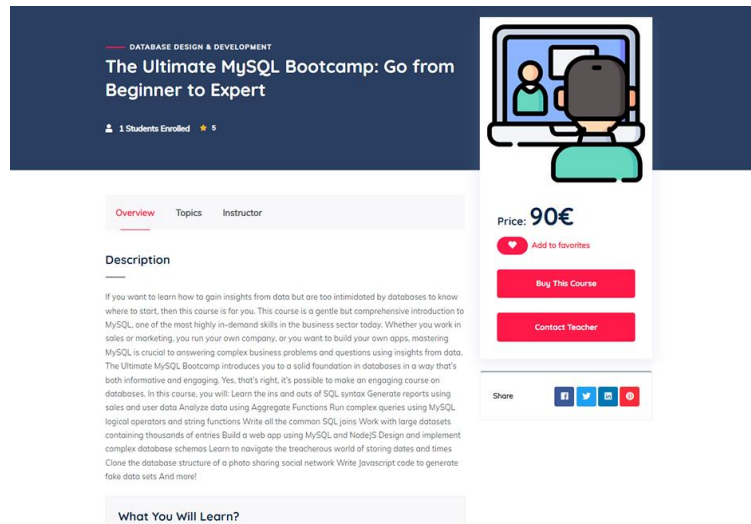 DATABASE DESIGN & DEVELOPMENT
The Ultimate MySQL Bootcamp: Go from
Beginner to Expert
1 Students Enrolled 5
Overview Topics Instructor
Description
If you want to learn how to gain insights from data but are too intimidated by databases to know
where to start, then this course is for you. This course is a gentle but comprehensive introduction to
MySQL, one of the most highly in-demand skills in the business sector today. Whether you work in
sales or marketing, you run your own company, or you want to build your own apps, mastering
MySQL is crucial to answering complex business problems and questions using insights from data.
The Ultimate MySQL Bootcamp introduces you to a solid foundation in databases in a way that's
both informative and engaging. Yes, that's right, it's possible to make an engaging course on
databases. In this course, you will: Learn the ins and outs of SQL syntax Generate reports using
sales and user data Analyze data using Aggregate Functions Run complex queries using MySQL
logical operators and string functions Write all the common SQL joins Work with large datasets
containing thousands of entries Build a web app using MySQL and NodeJS Design and implement
complex database schemas Learn to navigate the treacherous world of storing dates and times
Clone the database structure of a photo sharing social network Write Javascript code to generate
fake data sets And more!
What You Will Learn?
Price: 90€
Add to favorites
Buy This Course
Contact Teacher
Share